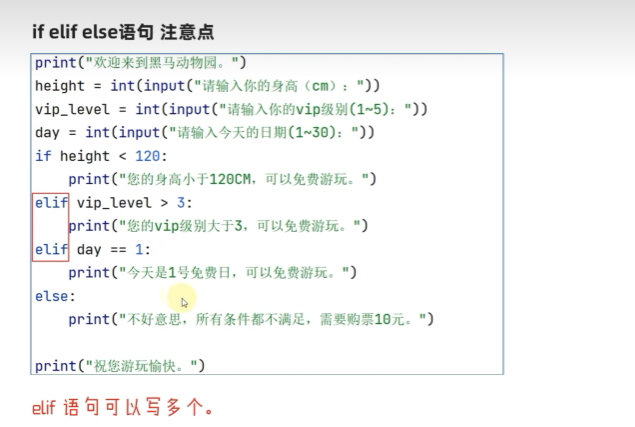 if elif else语句 注意点
print("欢迎来到黑马动物园。")
height = int(input("请输入你的身高（cm）："))
vip_level = int(input("请输入你的vip级别(1~5)："))
day = int(input("请输入今天的日期(1~30)："))
if height < 120:
    print("您的身高小于120CM，可以免费游玩。")
elif vip_level > 3:
    print("您的vip级别大于3，可以免费游玩。")
elif day == 1:
    print("今天是1号免费日，可以免费游玩。")
else:
    print("不好意思，所有条件都不满足，需要购票10元。")
print("祝您游玩愉快。")
elif 语句可以写多个。